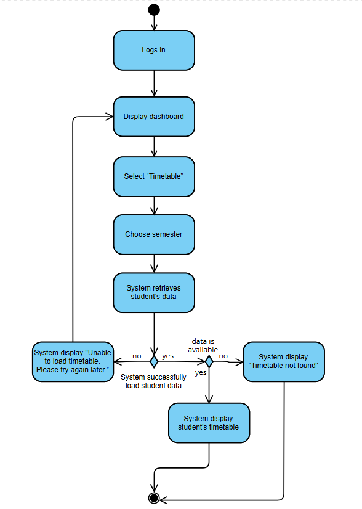 Logs in
Display dashboard
Select "Timetable"
Choose semester
System retrieves
student's data
data is
available
no
yes
no
System display "Unable
to load timetable.
Please try again later."
System successfully
load student data
yes
System display
"Timetable not found"
System display
student's timetable